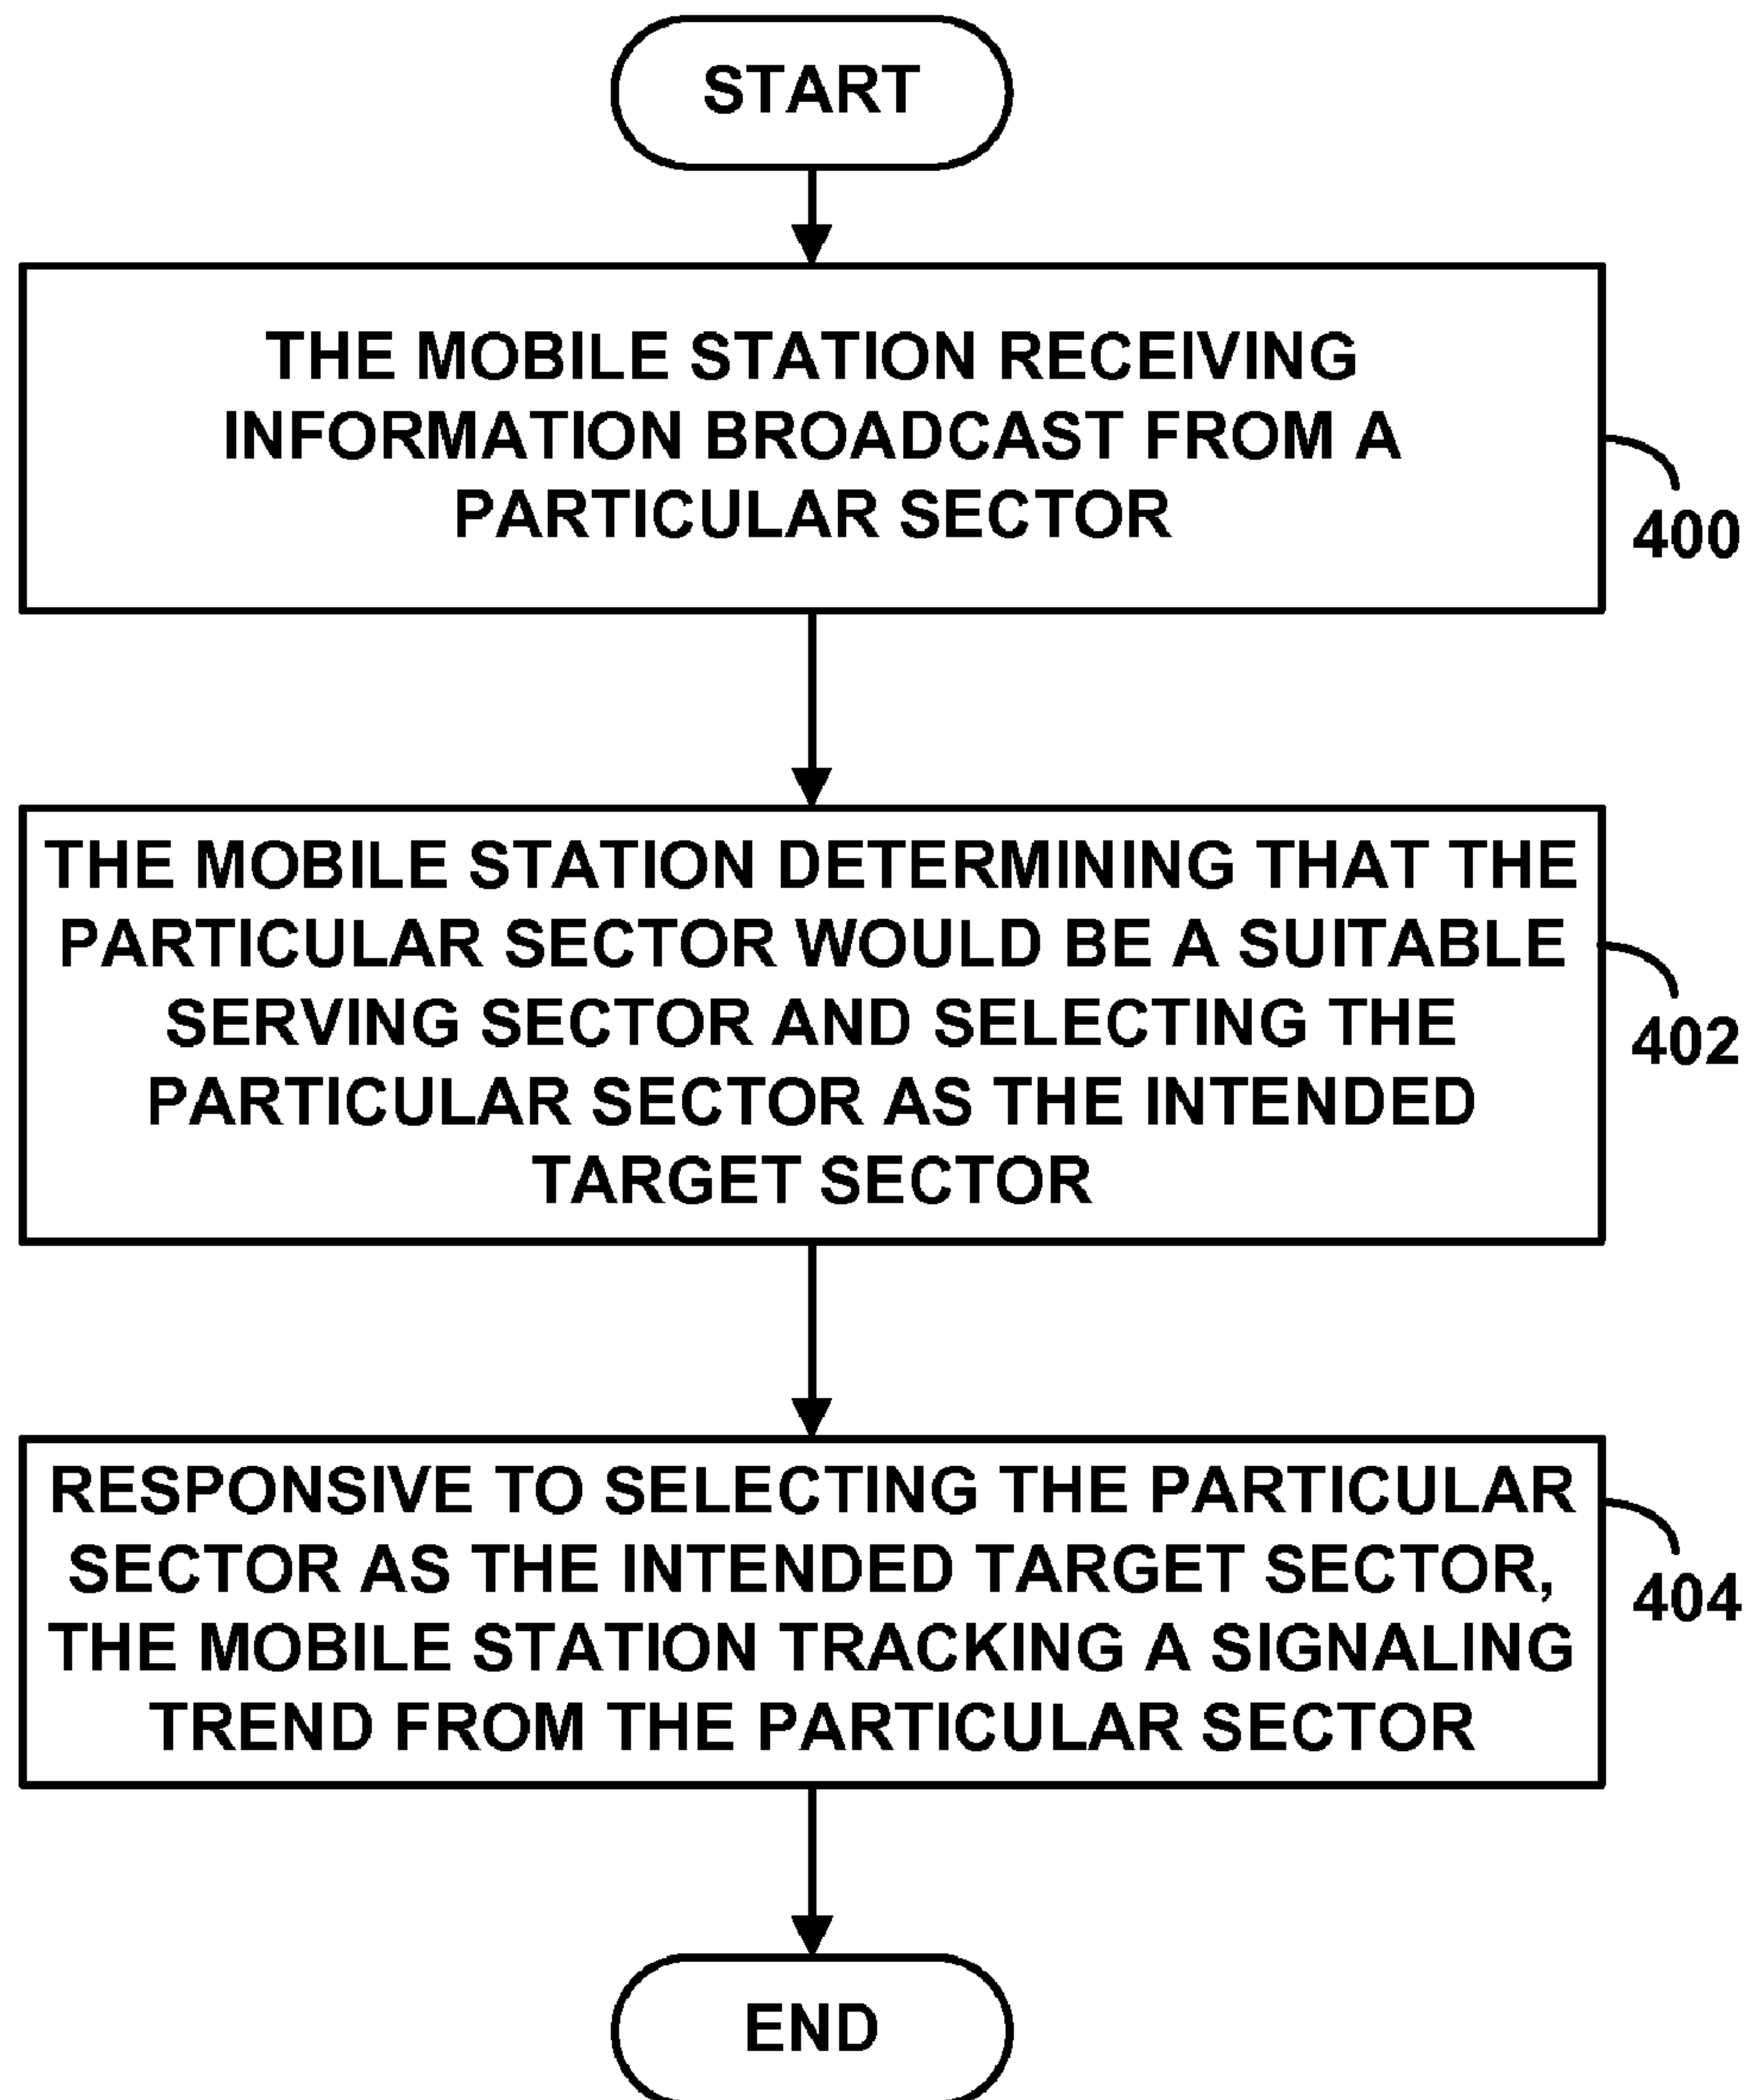 START
THE MOBILE STATION RECEIVING
INFORMATION BROADCAST FROM A
PARTICULAR SECTOR
400
THE MOBILE STATION DETERMINING THAT THE
PARTICULAR SECTOR WOULD BE A SUITABLE
SERVING SECTOR AND SELECTING THE
PARTICULAR SECTOR AS THE INTENDED
TARGET SECTOR
402
RESPONSIVE TO SELECTING THE PARTICULAR
SECTOR AS THE INTENDED TARGET SECTOR,
THE MOBILE STATION TRACKING A SIGNALING
TREND FROM THE PARTICULAR SECTOR
404
END